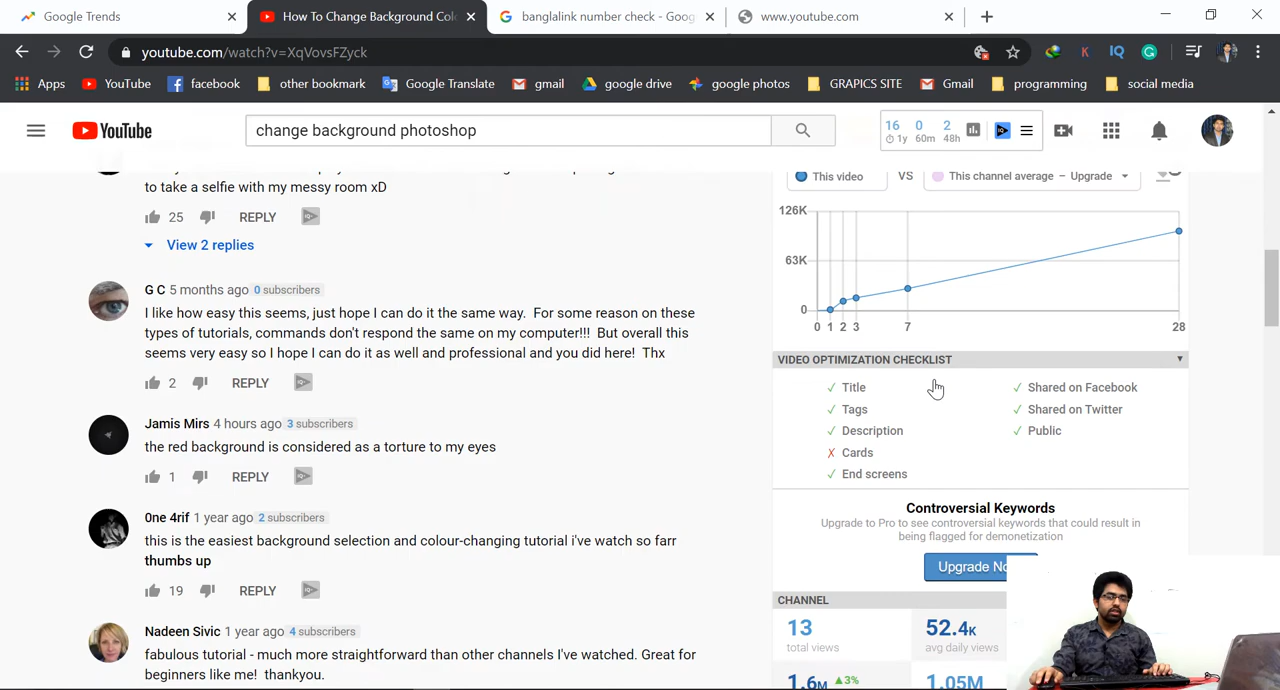 Google Trends
How To Change Background Colo
banglalink number check - Goog
www.youtube.com
youtube.com/watch?v=XqVovsFZyck
Apps
YouTube
facebook
other bookmark
Google Translate
gmail
google drive
google photos
GRAPICS SITE
Gmail
programming
social media
YouTube
change background photoshop
16 0 2
1y 60m 48h
to take a selfie with my messy room xD
25 REPLY
View 2 replies
G C 5 months ago 0 subscribers
I like how easy this seems, just hope I can do it the same way. For some reason on these
types of tutorials, commands don't respond the same on my computer!!! But overall this
seems very easy so I hope I can do it as well and professional and you did here! Thx
2 REPLY
Jamis Mirs 4 hours ago 3 subscribers
the red background is considered as a torture to my eyes
1 REPLY
0ne 4rif 1 year ago 2 subscribers
this is the easiest background selection and colour-changing tutorial i've watch so farr
thumbs up
19 REPLY
Nadeen Sivic 1 year ago 4 subscribers
fabulous tutorial - much more straightforward than other channels I've watched. Great for
beginners like me! thankyou.
This video VS This channel average – Upgrade
126K
63K
0
0 1 2 3 7 28
VIDEO OPTIMIZATION CHECKLIST
Title
Tags
Description
Cards
End screens
Shared on Facebook
Shared on Twitter
Public
Controversial Keywords
Upgrade to Pro to see controversial keywords that could result in
being flagged for demonetization
Upgrade No
CHANNEL
13
total views
52.4K
avg daily views
1.6M 3%
1.05M